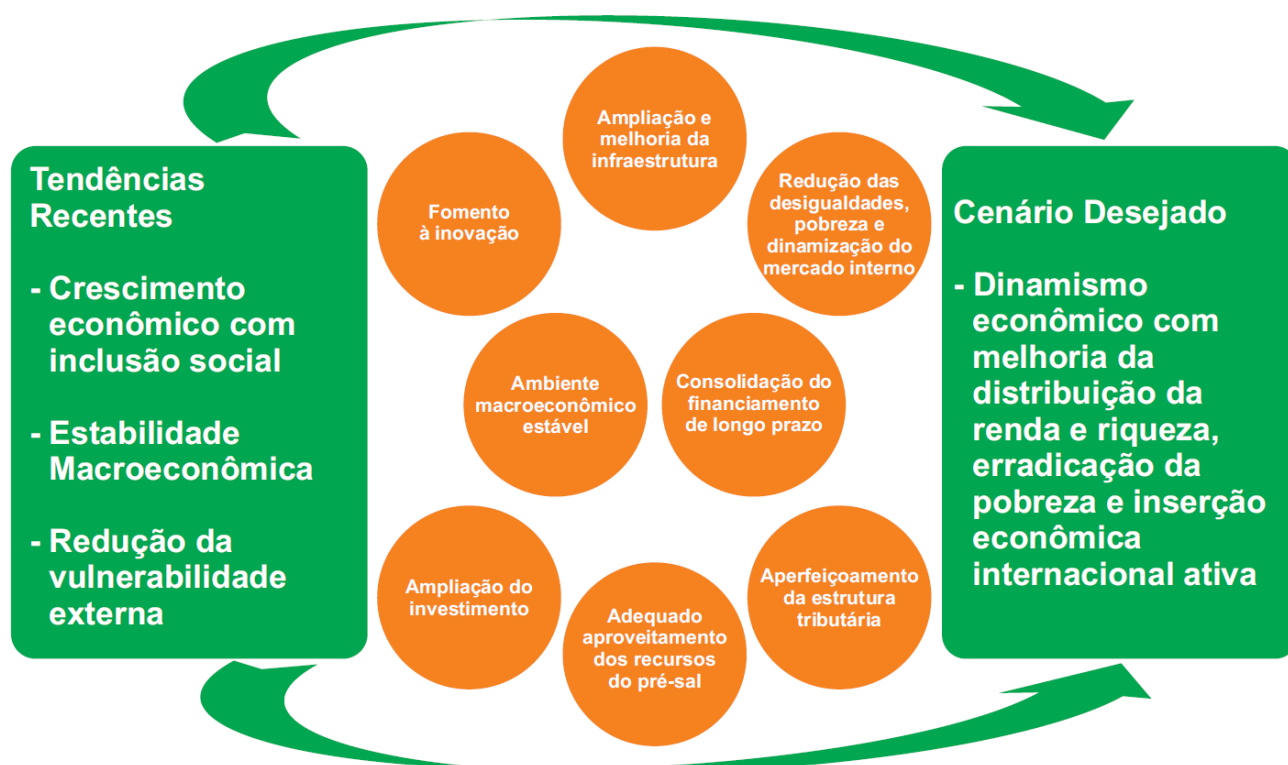 Tendências
Recentes
- Crescimento
econômico com
inclusão social
- Estabilidade
Macroeconômica
- Redução da
vulnerabilidade
externa
Ampliação e
melhoria da
infraestrutura
Fomento
à inovação
Redução das
desigualdades,
pobreza e
dinamização do
mercado interno
Ambiente
macroeconômico
estável
Consolidação do
financiamento
de longo prazo
Ampliação do
investimento
Adequado
aproveitamento
dos recursos
do pré-sal
Aperfeiçoamento
da estrutura
tributária
Cenário Desejado
- Dinamismo
econômico com
melhoria da
distribuição da
renda e riqueza,
erradicação da
pobreza e inserção
econômica
internacional ativa